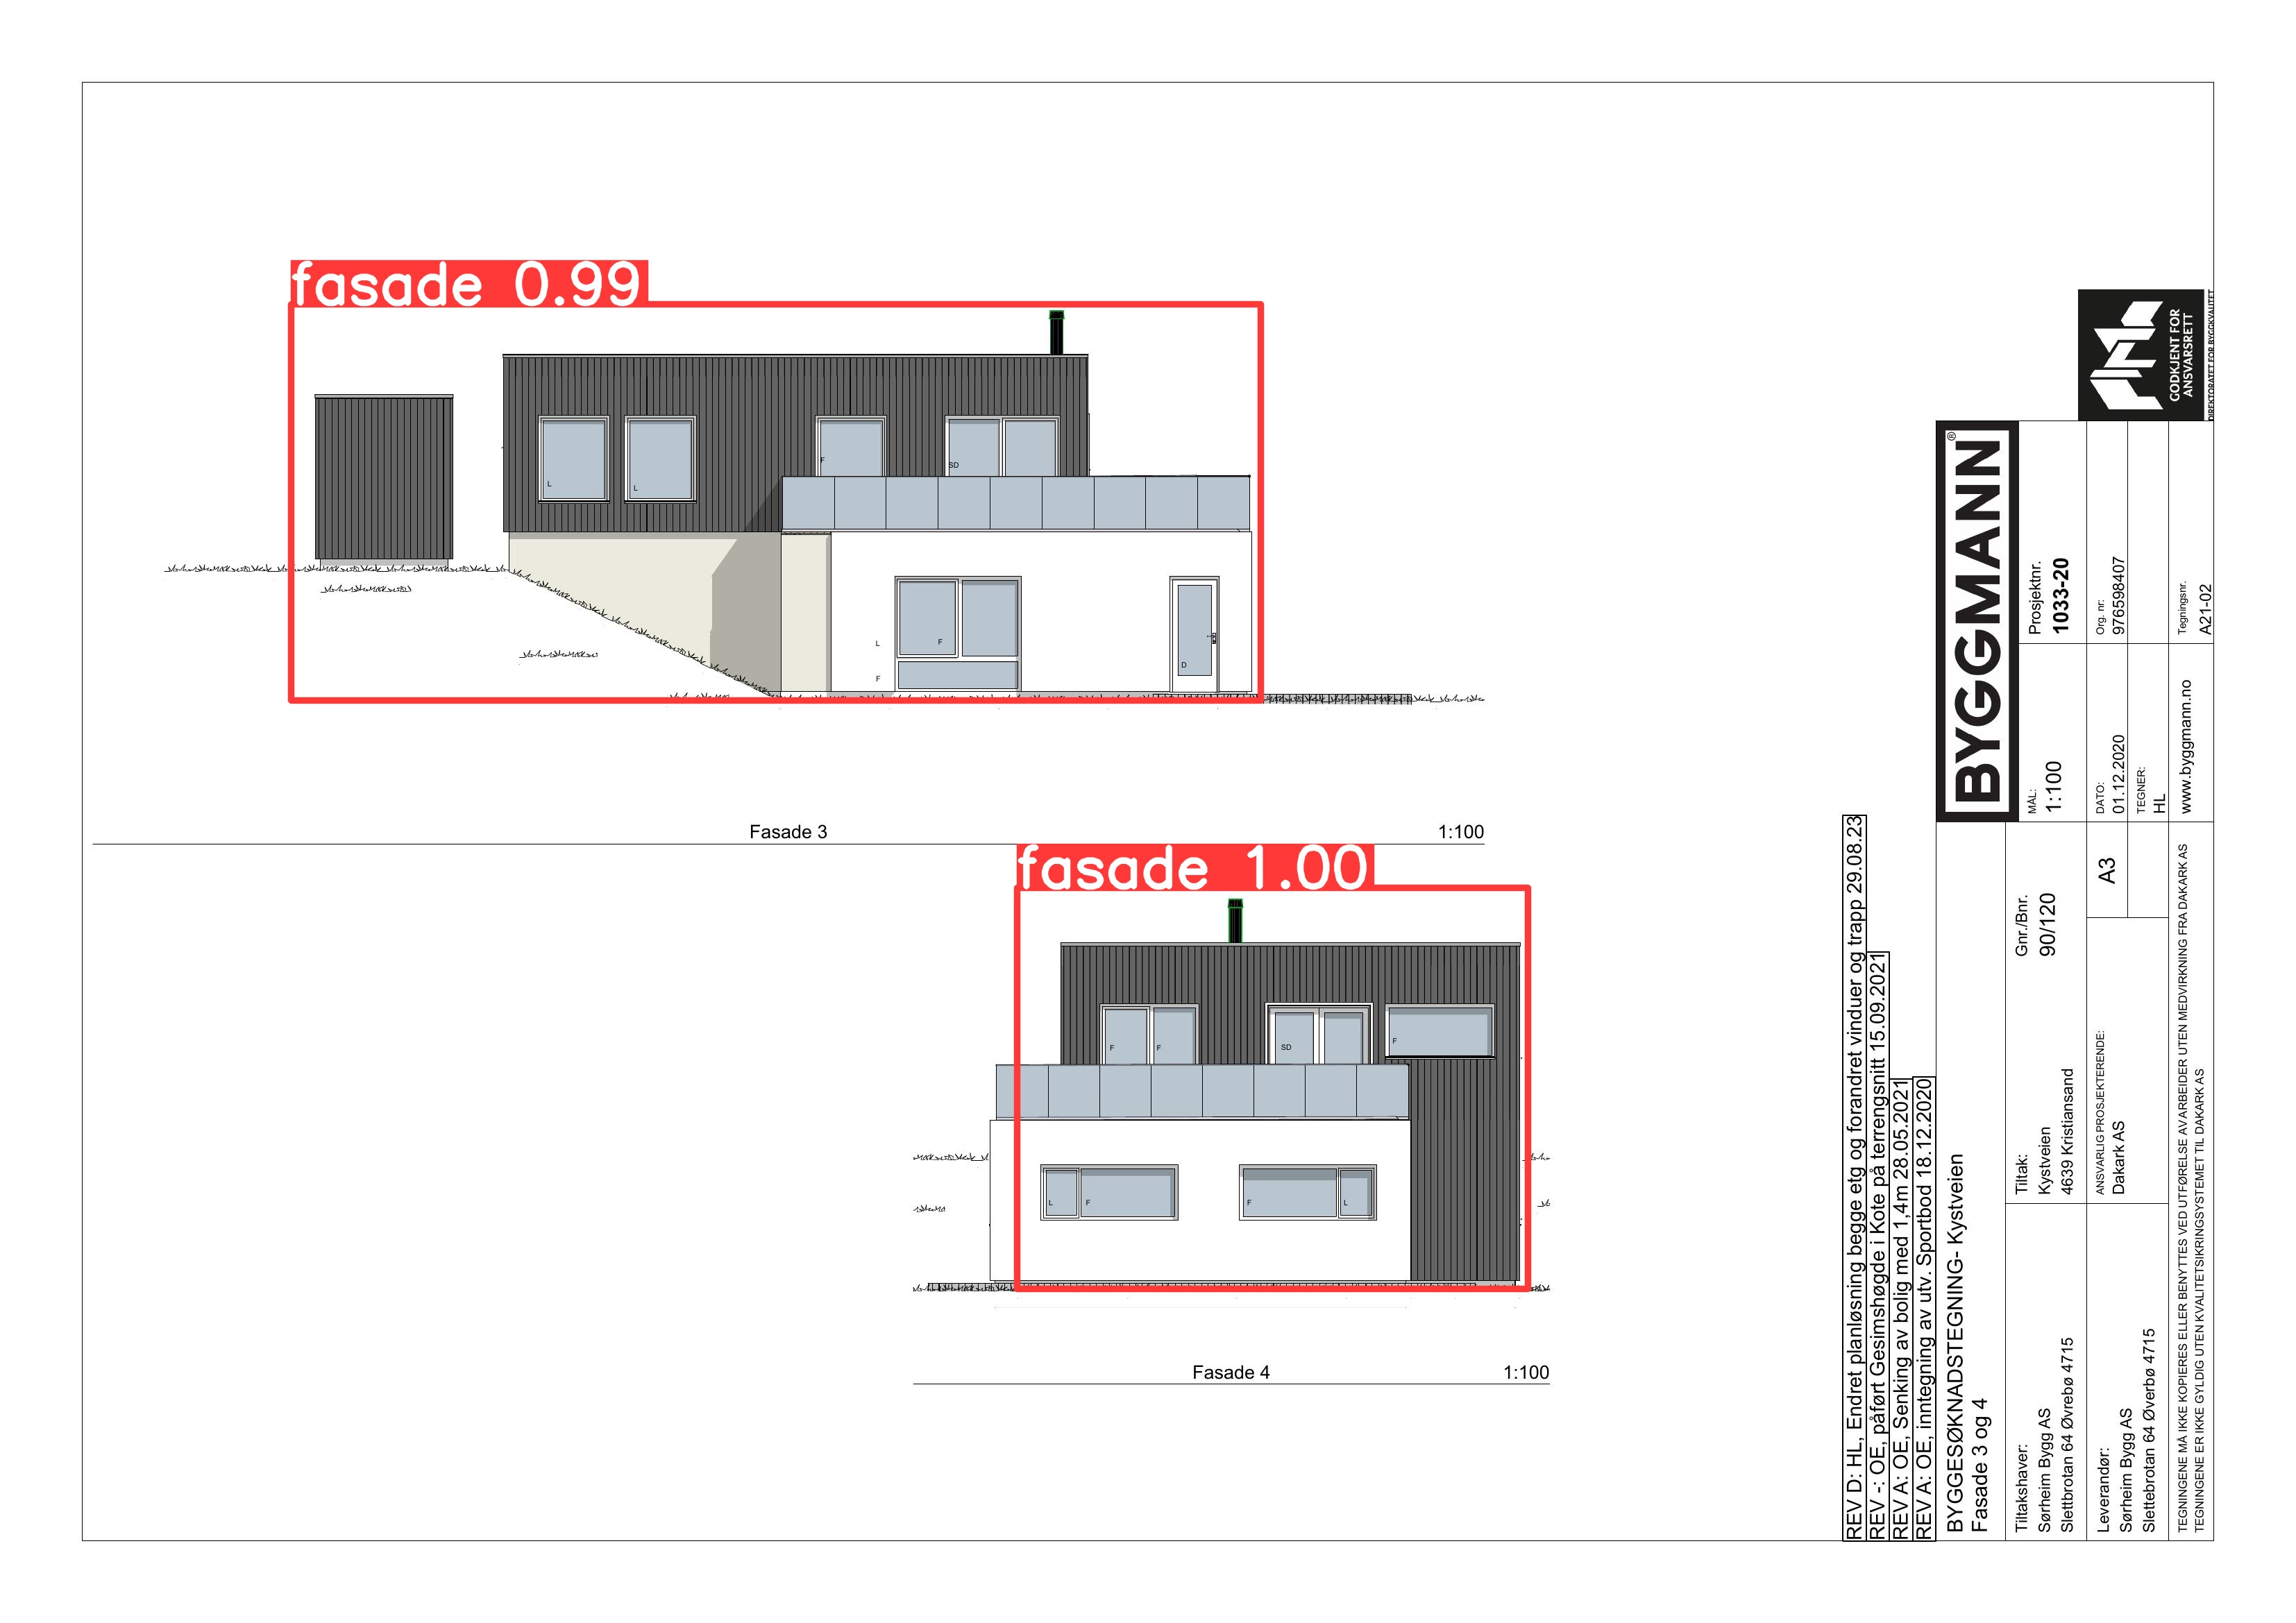 fasade 0.99
L
L
F
SD
L
F
F
D
Fasade 3
1:100
fasade 1.00
F
F
SD
F
L
F
F
L
Fasade 4
1:100
REV D: HL, Endret planløsning begge etg og forandret vinduer og trapp 29.08.23
REV -: OE, påført Gesimshøgde i Kote på terrengsnitt 15.09.2021
REV A: OE, Senking av bolig med 1,4m 28.05.2021
REV A: OE, inntegning av utv. Sportbod 18.12.2020
BYGGESØKNADSTEGNING- Kystveien
Fasade 3 og 4
BYGGMANN®
GODKJENT FOR
ANSVARSRETT
DIREKTORATET FOR BYGGKVALITET
Tiltakshaver:
Sørheim Bygg AS
Slettbrotan 64 Øvrebø 4715
Tiltak:
Kystveien
4639 Kristiansand
Gnr./Bnr.
90/120
MÅL:
1:100
Prosjektnr.
1033-20
Leverandør:
Sørheim Bygg AS
Slettebrotan 64 Øverbø 4715
ANSVARLIG PROSJEKTERENDE:
Dakark AS
A3
DATO:
01.12.2020
TEGNER:
HL
Org. nr:
976598407
TEGNINGENE MÅ IKKE KOPIERES ELLER BENYTTES VED UTFØRELSE AV ARBEIDER UTEN MEDVIRKNING FRA DAKARK AS
TEGNINGENE ER IKKE GYLDIG UTEN KVALITETSIKRINGSYSTEMET TIL DAKARK AS
www.byggmann.no
Tegningsnr.
A21-02